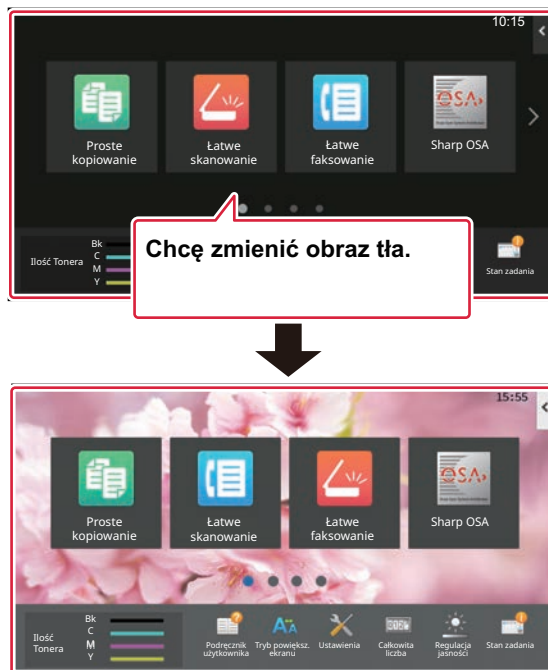 10:15
Proste
kopiowanie
Łatwe
skanowanie
Łatwe
faksowanie
OSA
Sharp OSA
Chcę zmienić obraz tła.
Ilość Tonera
Bk
C
M
Y
Stan zadania
15:55
Proste
kopiowanie
Łatwe
skanowanie
Łatwe
faksowanie
OSA
Sharp OSA
Ilość
Tonera
Bk
C
M
Y
Podręcznik
użytkownika
Tryb powiększ.
ekranu
Ustawienia
Całkowita
liczba
Regulacja
jasności
Stan zadania